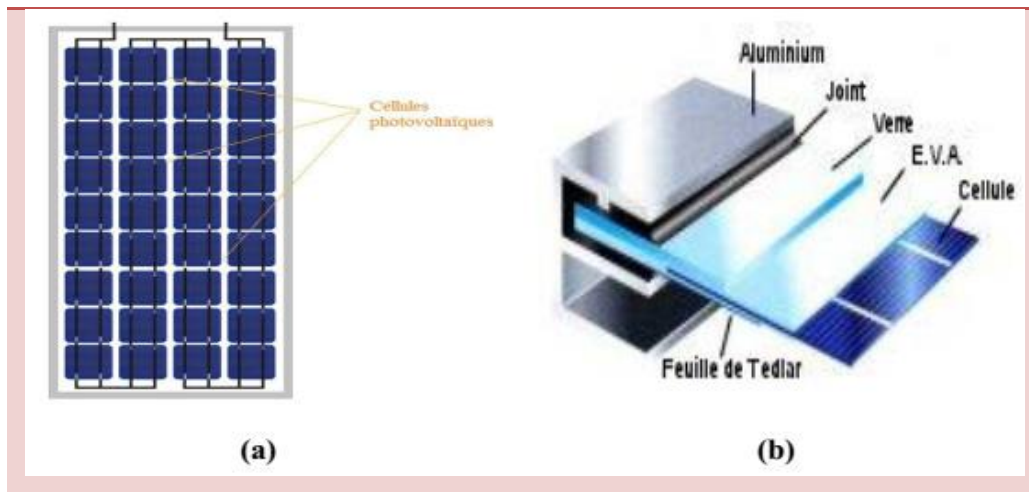 Cellules
photovoltaïques
Aluminium
Joint
Verre
E.V.A.
Cellule
Feuille de Tedlar
(a)
(b)